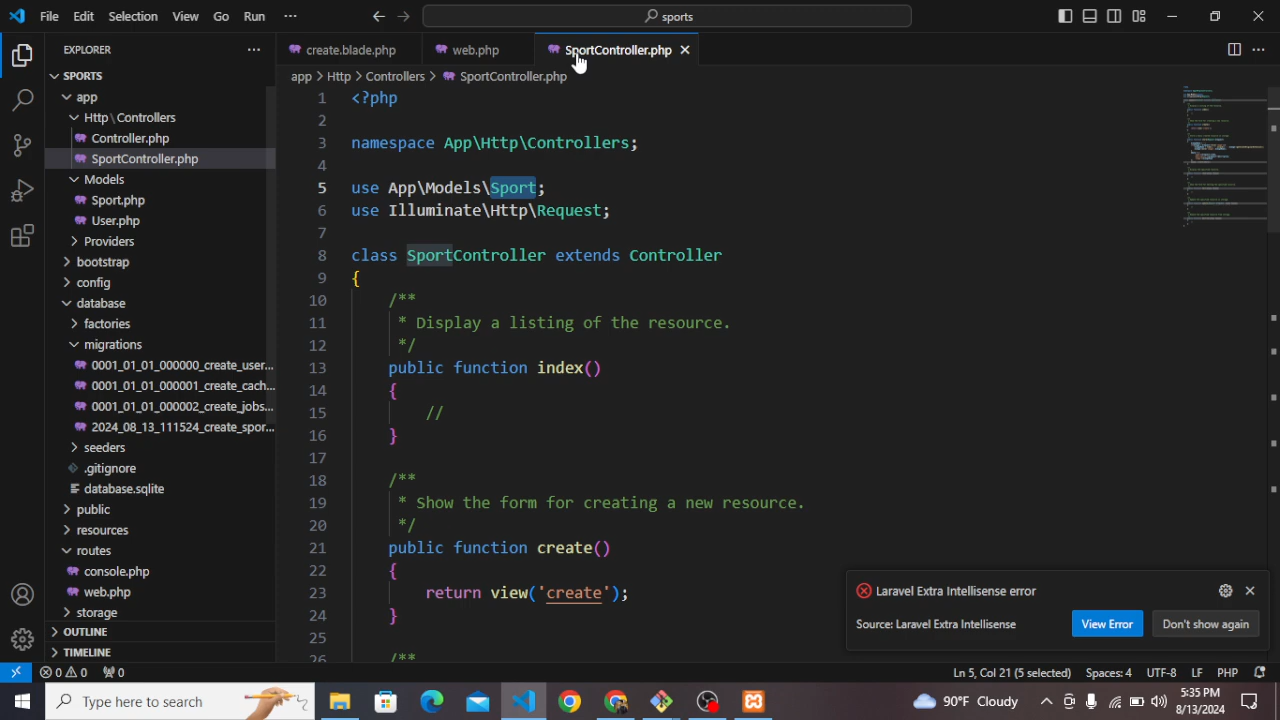 File Edit Selection View Go Run ··· sports
EXPLORER ···
create.blade.php web.php SportController.php
SPORTS
app > Http > Controllers > SportController.php
app
Http \ Controllers
Controller.php
SportController.php
Models
Sport.php
User.php
Providers
bootstrap
config
database
factories
migrations
0001_01_01_000000_create_user...
0001_01_01_000001_create_cach...
0001_01_01_000002_create_jobs...
2024_08_13_111524_create_spor...
seeders
.gitignore
database.sqlite
public
resources
routes
console.php
web.php
storage
OUTLINE
TIMELINE
1 <?php
2
3 namespace App\Http\Controllers;
4
5 use App\Models\Sport;
6 use Illuminate\Http\Request;
7
8 class SportController extends Controller
9 {
10 /**
11 * Display a listing of the resource.
12 */
13 public function index()
14 {
15 //
16 }
17
18 /**
19 * Show the form for creating a new resource.
20 */
21 public function create()
22 {
23 return view('create');
24 }
25
26 /**
Laravel Extra Intellisense error
Source: Laravel Extra Intellisense View Error Don't show again
0 0 0 Ln 5, Col 21 (5 selected) Spaces: 4 UTF-8 LF PHP
Type here to search 90°F Cloudy 5:35 PM
8/13/2024